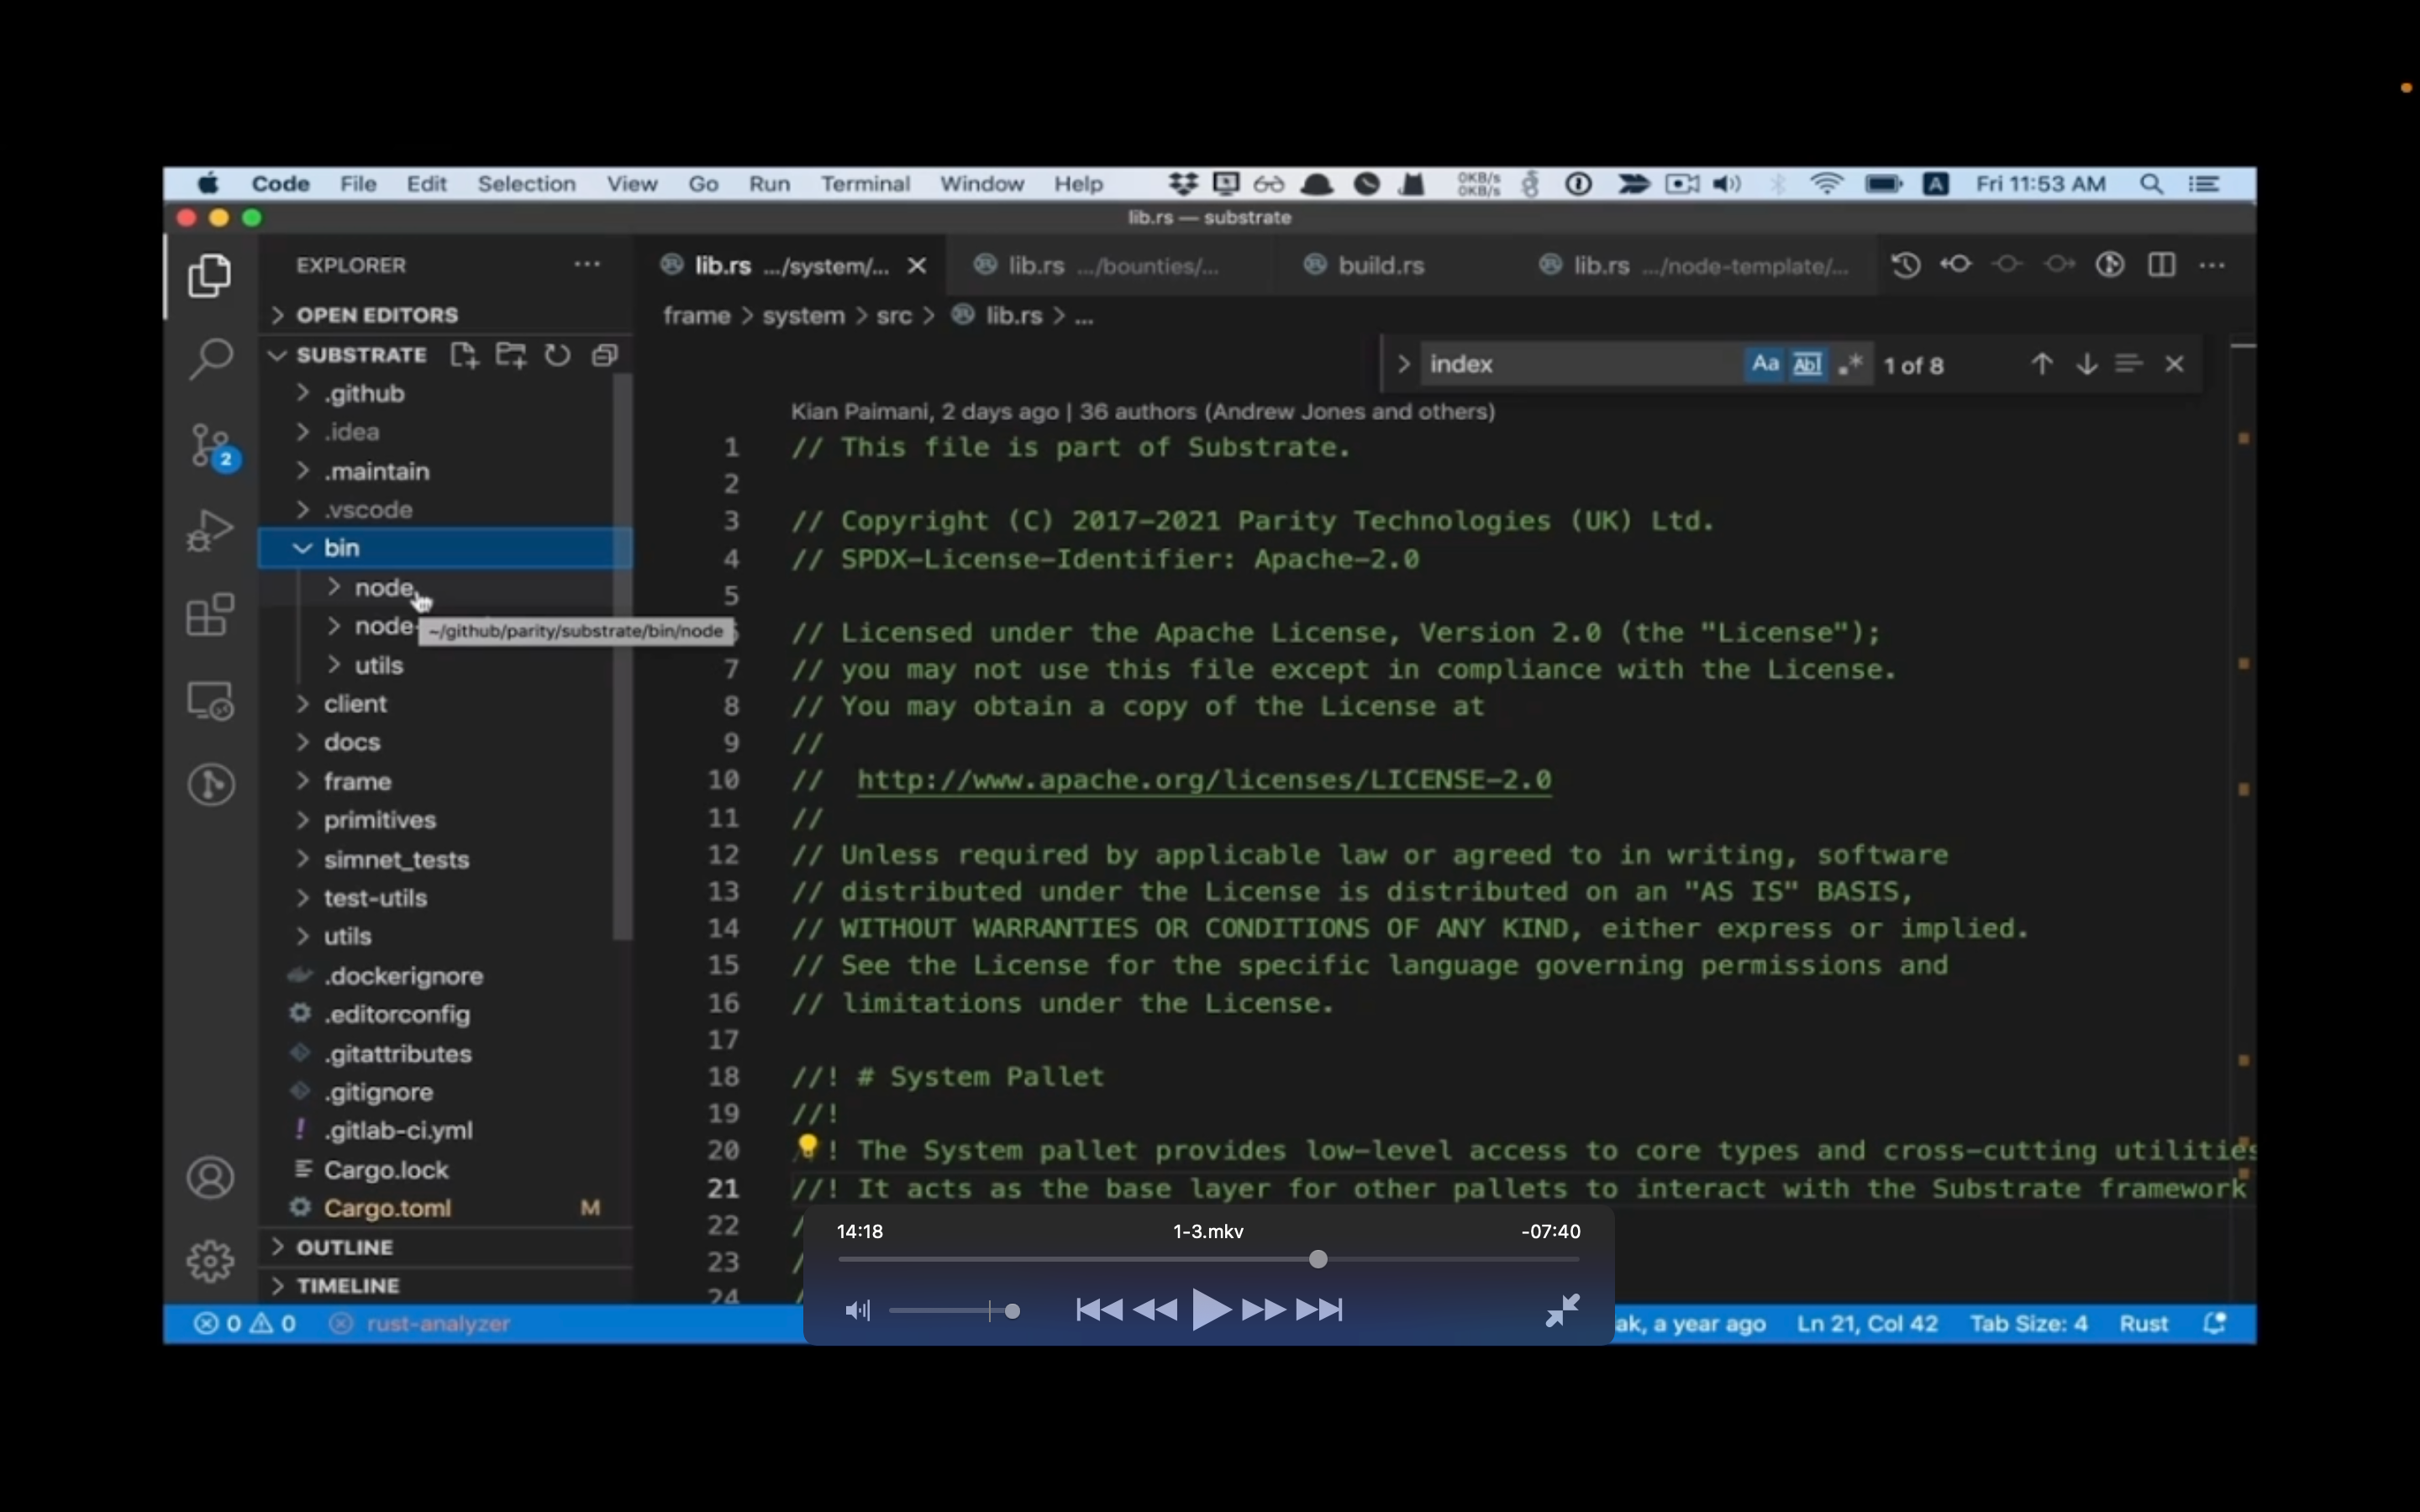 Code File Edit Selection View Go Run Terminal Window Help 0KB/s 0KB/s A Fri 11:53 AM
lib.rs — substrate
EXPLORER
OPEN EDITORS
SUBSTRATE
.github
.idea
.maintain
.vscode
bin
node
node-
~/github/parity/substrate/bin/node
utils
client
docs
frame
primitives
simnet_tests
test-utils
utils
.dockerignore
.editorconfig
.gitattributes
.gitignore
! .gitlab-ci.yml
Cargo.lock
Cargo.toml M
OUTLINE
TIMELINE
2
lib.rs .../system/... lib.rs .../bounties/... build.rs lib.rs .../node-template/...
frame > system > src > lib.rs > ...
index Aa Abl .* 1 of 8
Kian Paimani, 2 days ago | 36 authors (Andrew Jones and others)
1 // This file is part of Substrate.
2
3 // Copyright (C) 2017-2021 Parity Technologies (UK) Ltd.
4 // SPDX-License-Identifier: Apache-2.0
5
// Licensed under the Apache License, Version 2.0 (the "License");
7 // you may not use this file except in compliance with the License.
8 // You may obtain a copy of the License at
9 //
10 // http://www.apache.org/licenses/LICENSE-2.0
11 //
12 // Unless required by applicable law or agreed to in writing, software
13 // distributed under the License is distributed on an "AS IS" BASIS,
14 // WITHOUT WARRANTIES OR CONDITIONS OF ANY KIND, either express or implied.
15 // See the License for the specific language governing permissions and
16 // limitations under the License.
17
18 //! # System Pallet
19 //!
20 ! The System pallet provides low-level access to core types and cross-cutting utilities
21 //! It acts as the base layer for other pallets to interact with the Substrate framework
22 /
23 /
24 /
14:18 1-3.mkv -07:40
0 0 rust-analyzer
ak, a year ago Ln 21, Col 42 Tab Size: 4 Rust